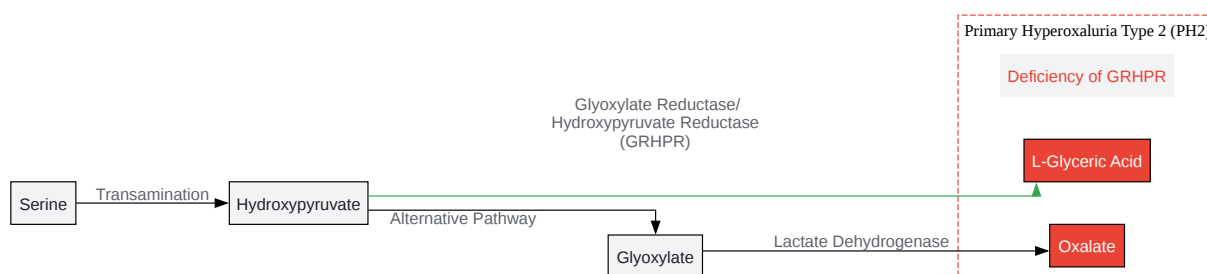 Primary Hyperoxaluria Type 2 (PH2)
Deficiency of GRHPR
Glyoxylate Reductase/
Hydroxypyruvate Reductase
(GRHPR)
L-Glyceric Acid
Serine
Transamination
Hydroxypyruvate
Alternative Pathway
Glyoxylate
Lactate Dehydrogenase
Oxalate